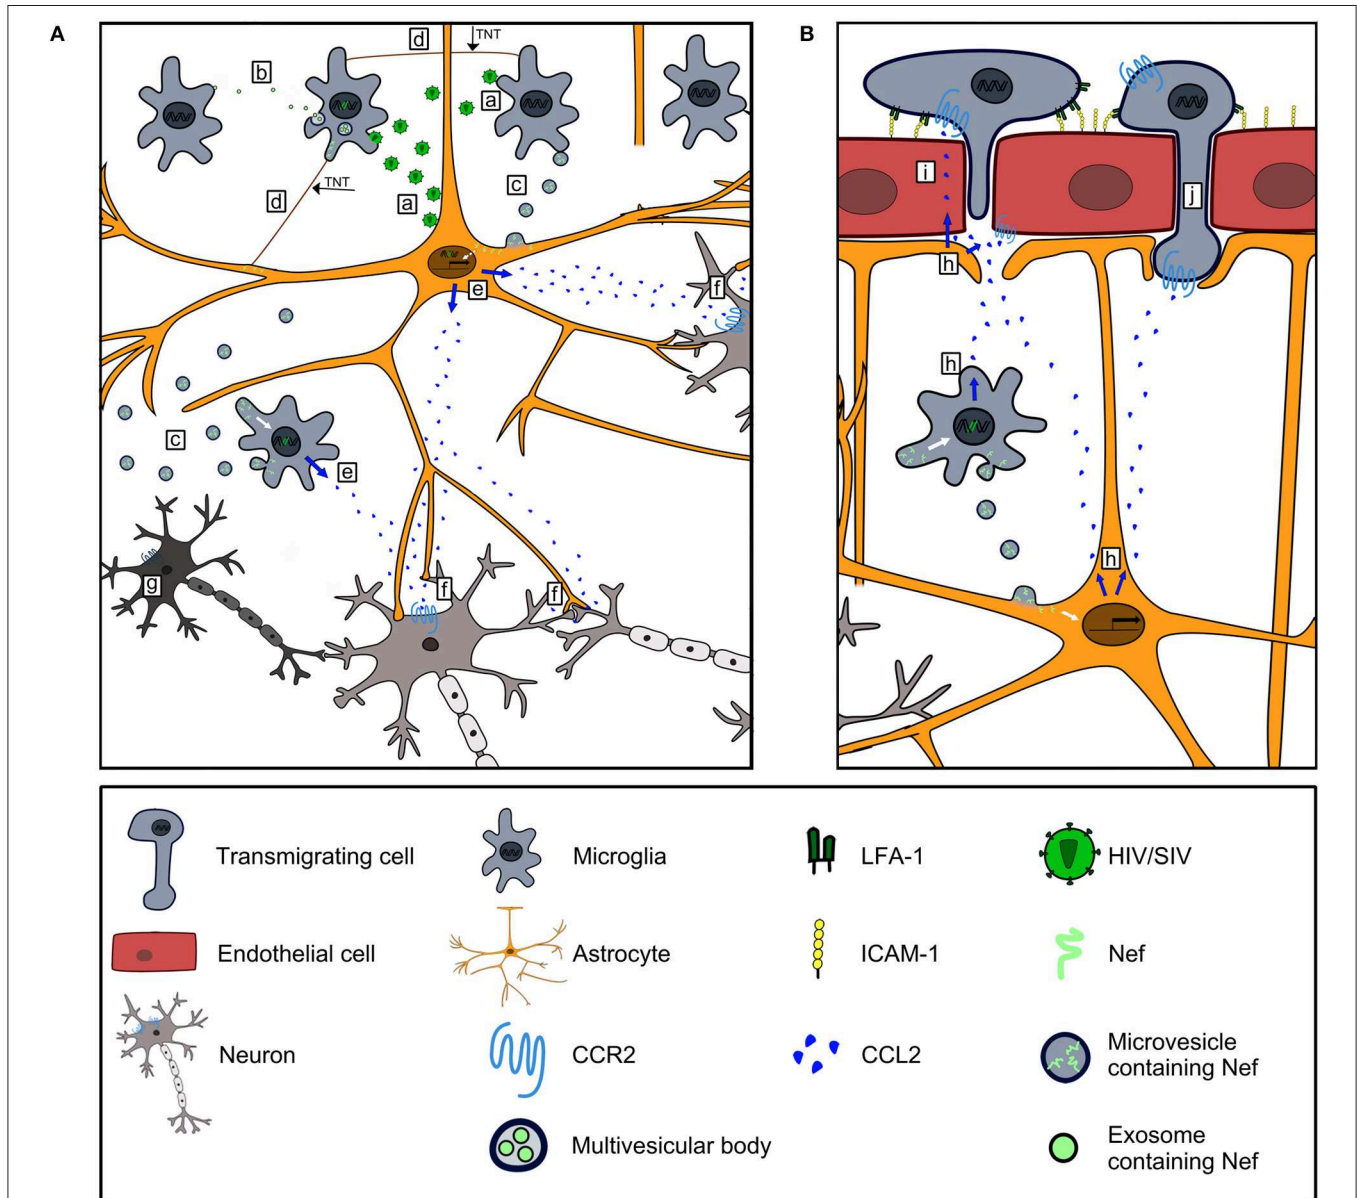 A
B
d
TNT
b
a
d
TNT
a
c
e
f
c
e
g
f
f
i
j
h
h
h
Transmigrating cell
Microglia
LFA-1
HIV/SIV
Endothelial cell
Astrocyte
ICAM-1
Nef
Neuron
CCR2
CCL2
Microvesicle
containing Nef
Multivesicular body
Exosome
containing Nef